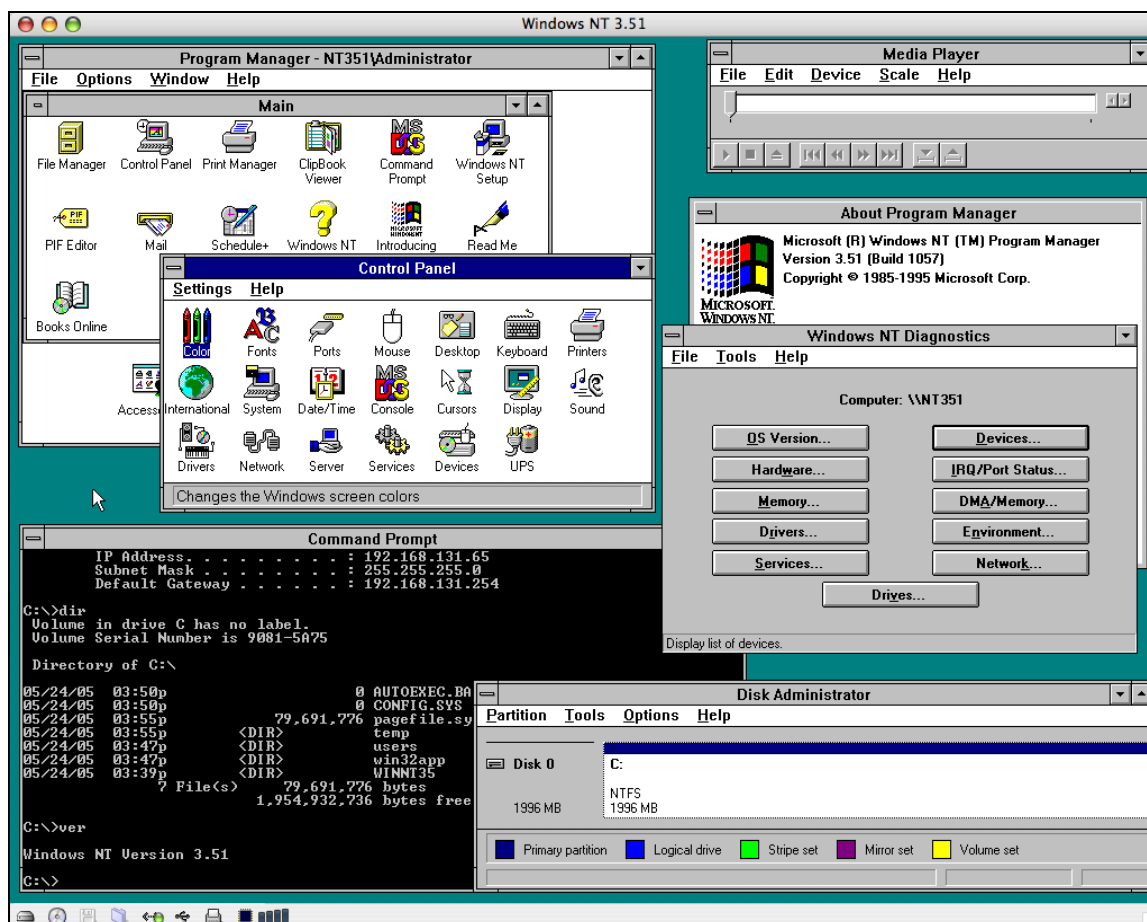 Windows NT 3.51
Program Manager - NT351\Administrator
File Options Window Help
Main
File Manager
Control Panel
Print Manager
ClipBook Viewer
Command Prompt
Windows NT Setup
PIF Editor
Mail
Schedule+
Windows NT
Introducing
Read Me
Books Online
Access
Control Panel
Settings Help
Color
Fonts
Ports
Mouse
Desktop
Keyboard
Printers
International
System
Date/Time
Console
Cursors
Display
Sound
Drivers
Network
Server
Services
Devices
UPS
Changes the Windows screen colors
Media Player
File Edit Device Scale Help
About Program Manager
Microsoft (R) Windows NT (TM) Program Manager
Version 3.51 (Build 1057)
Copyright © 1985-1995 Microsoft Corp.
MICROSOFT.
WINDOWS NT.
Windows NT Diagnostics
File Tools Help
Computer: \\NT351
OS Version...
Devices...
Hardware...
IRQ/Port Status...
Memory...
DMA/Memory...
Drivers...
Environment...
Services...
Network...
Drives...
Display list of devices.
Command Prompt
IP Address. . . . . . . . . : 192.168.131.65
Subnet Mask . . . . . . . . : 255.255.255.0
Default Gateway . . . . . . : 192.168.131.254
C:\>dir
Volume in drive C has no label.
Volume Serial Number is 9081-5A75
Directory of C:\
05/24/05 03:50p 0 AUTOEXEC.BA
05/24/05 03:50p 0 CONFIG.SYS
05/24/05 03:55p 79,691,776 pagefile.sy
05/24/05 03:55p <DIR> temp
05/24/05 03:47p <DIR> users
05/24/05 03:47p <DIR> win32app
05/24/05 03:39p <DIR> WINNT35
7 File(s) 79,691,776 bytes
1,954,932,736 bytes free
C:\>ver
Windows NT Version 3.51
C:\>
Disk Administrator
Partition Tools Options Help
Disk 0
1996 MB
C:
NTFS
1996 MB
Primary partition
Logical drive
Stripe set
Mirror set
Volume set